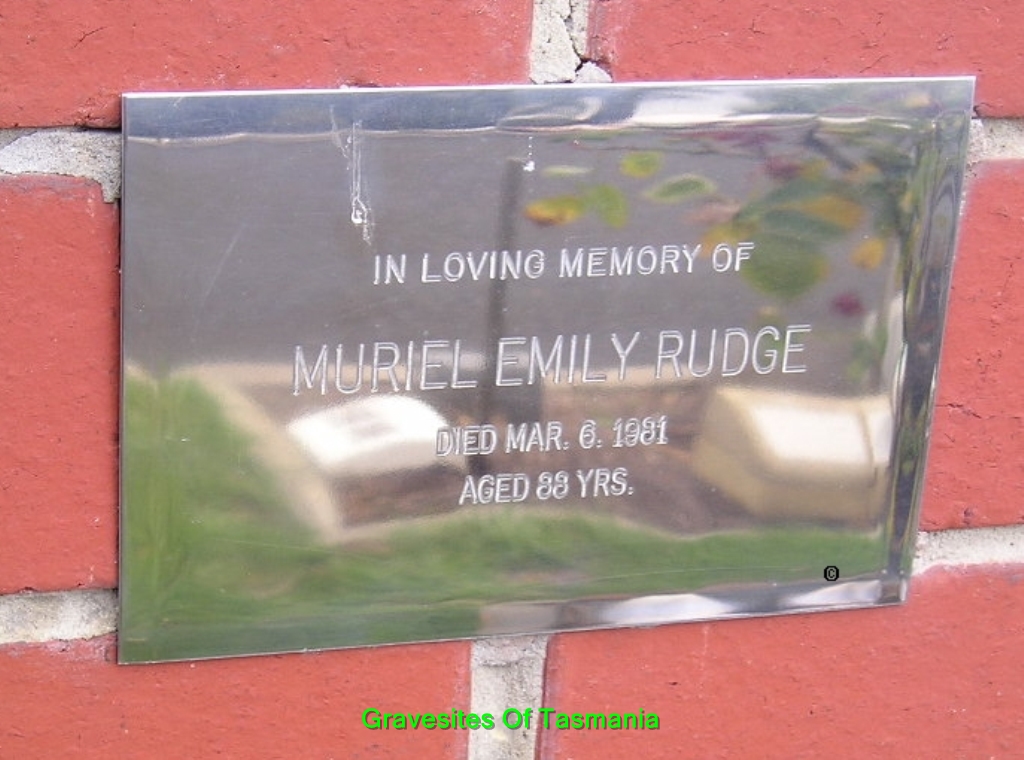 IN LOVING MEMORY OF
MURIEL EMILY RUDGE
DIED MAR. 6. 1981
AGED 88 YRS.
©
Gravesites Of Tasmania